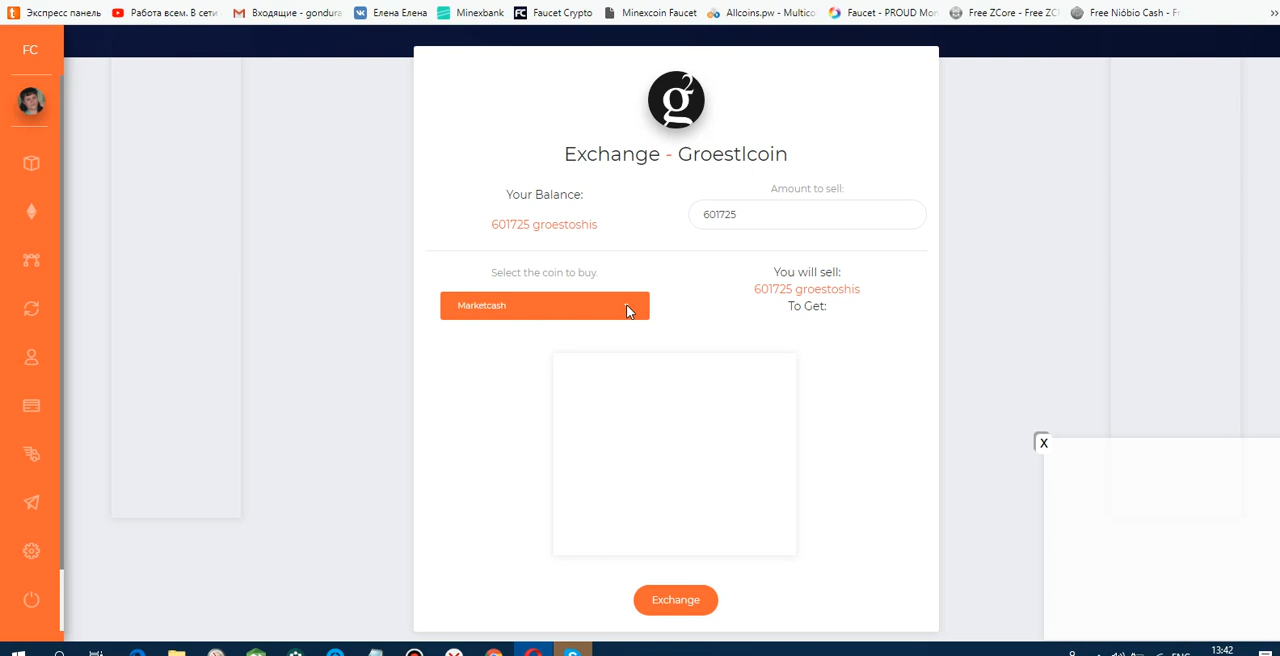 Экспресс панель
Работа всем. В сети
Входящие - gondura
Елена Елена
Minexbank
Faucet Crypto
Minexcoin Faucet
Allcoins.pw - Multico
Faucet - PROUD Mon
Free ZCore - Free ZC
Free Nióbio Cash - Fr
»
FC
g2
Exchange - Groestlcoin
Your Balance:
601725 groestoshis
Amount to sell:
601725
Select the coin to buy.
Marketcash
You will sell:
601725 groestoshis
To Get:
X
Exchange
ENG
13:42